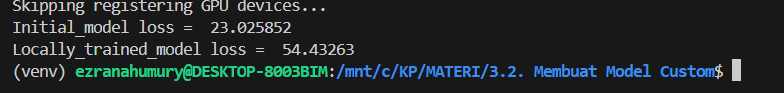 Skipping registering GPU devices...
Initial_model loss =  23.025852
Locally_trained_model loss =  54.43263
(venv) ezranahumury@DESKTOP-8003BIM:/mnt/c/KP/MATERI/3.2. Membuat Model Custom$